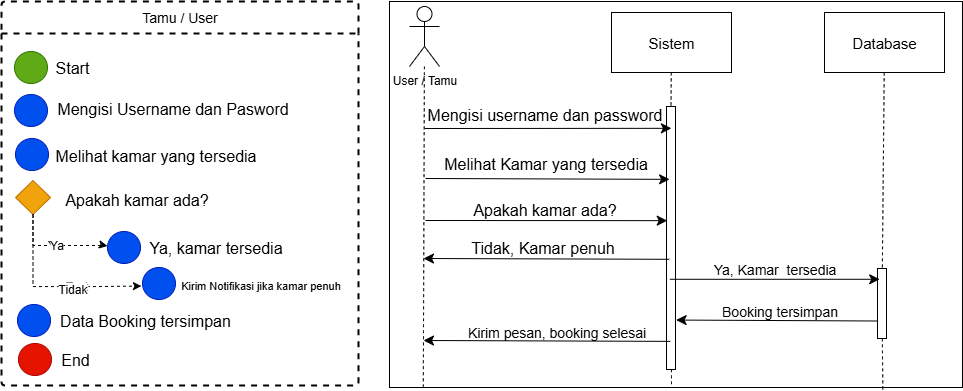 Tamu / User
Start
Mengisi Username dan Pasword
Melihat kamar yang tersedia
Apakah kamar ada?
Ya
Ya, kamar tersedia
Tidak
Kirim Notifikasi jika kamar penuh
Data Booking tersimpan
End
User / Tamu
Sistem
Database
Mengisi username dan password
Melihat Kamar yang tersedia
Apakah kamar ada?
Tidak, Kamar penuh
Ya, Kamar tersedia
Booking tersimpan
Kirim pesan, booking selesai